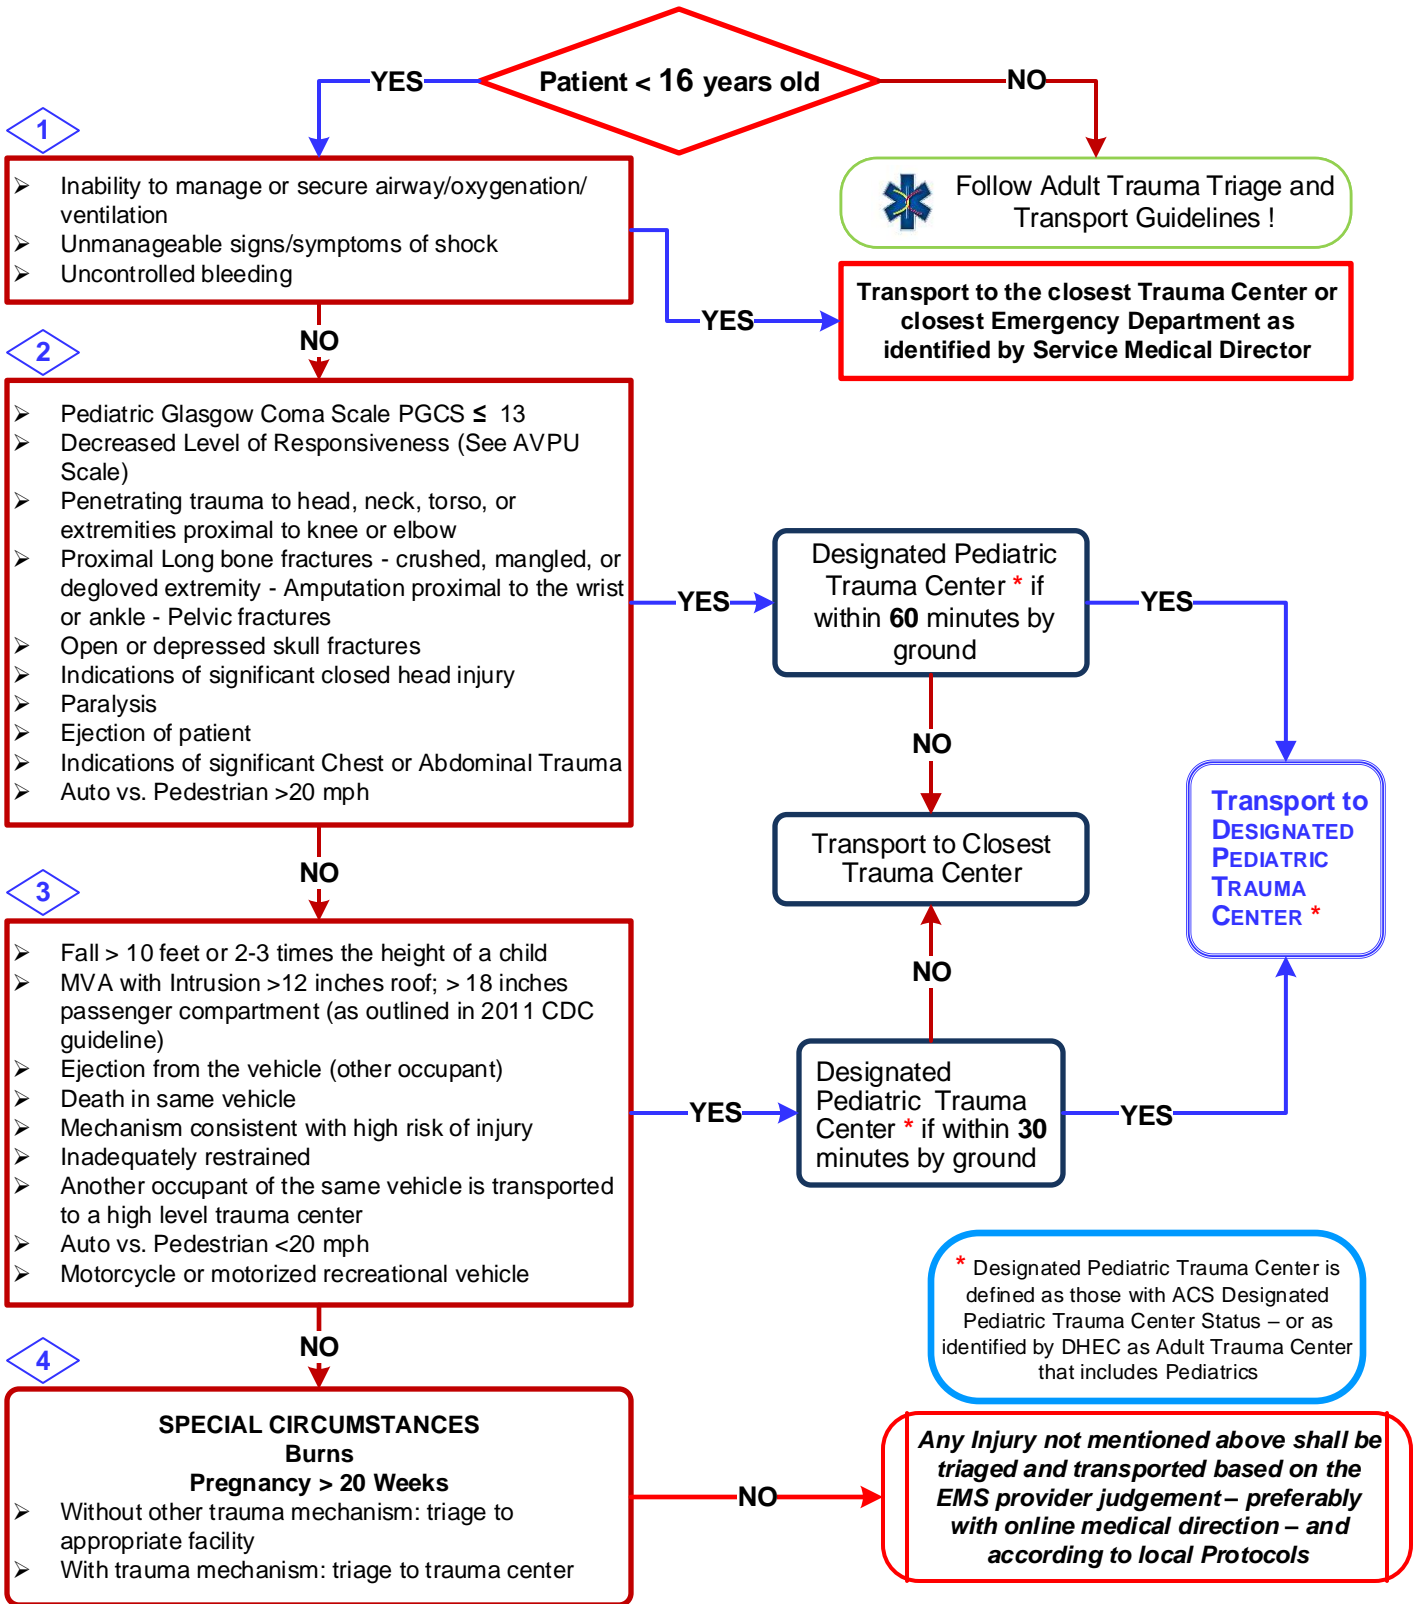 Patient < 16 years old
YES
NO
1
➢ Inability to manage or secure airway/oxygenation/
ventilation
➢ Unmanageable signs/symptoms of shock
➢ Uncontrolled bleeding
Follow Adult Trauma Triage and
Transport Guidelines !
YES
Transport to the closest Trauma Center or
closest Emergency Department as
identified by Service Medical Director
NO
2
➢ Pediatric Glasgow Coma Scale PGCS ≤ 13
➢ Decreased Level of Responsiveness (See AVPU
Scale)
➢ Penetrating trauma to head, neck, torso, or
extremities proximal to knee or elbow
➢ Proximal Long bone fractures - crushed, mangled, or
degloved extremity - Amputation proximal to the wrist
or ankle - Pelvic fractures
➢ Open or depressed skull fractures
➢ Indications of significant closed head injury
➢ Paralysis
➢ Ejection of patient
➢ Indications of significant Chest or Abdominal Trauma
➢ Auto vs. Pedestrian >20 mph
YES
Designated Pediatric
Trauma Center * if
within 60 minutes by
ground
YES
NO
Transport to Closest
Trauma Center
Transport to
DESIGNATED
PEDIATRIC
TRAUMA
CENTER *
NO
3
➢ Fall > 10 feet or 2-3 times the height of a child
➢ MVA with Intrusion >12 inches roof; > 18 inches
passenger compartment (as outlined in 2011 CDC
guideline)
➢ Ejection from the vehicle (other occupant)
➢ Death in same vehicle
➢ Mechanism consistent with high risk of injury
➢ Inadequately restrained
➢ Another occupant of the same vehicle is transported
to a high level trauma center
➢ Auto vs. Pedestrian <20 mph
➢ Motorcycle or motorized recreational vehicle
NO
YES
Designated
Pediatric Trauma
Center * if within 30
minutes by ground
YES
* Designated Pediatric Trauma Center is
defined as those with ACS Designated
Pediatric Trauma Center Status – or as
identified by DHEC as Adult Trauma Center
that includes Pediatrics
NO
4
SPECIAL CIRCUMSTANCES
Burns
Pregnancy > 20 Weeks
➢ Without other trauma mechanism: triage to
appropriate facility
➢ With trauma mechanism: triage to trauma center
NO
Any Injury not mentioned above shall be
triaged and transported based on the
EMS provider judgement – preferably
with online medical direction – and
according to local Protocols